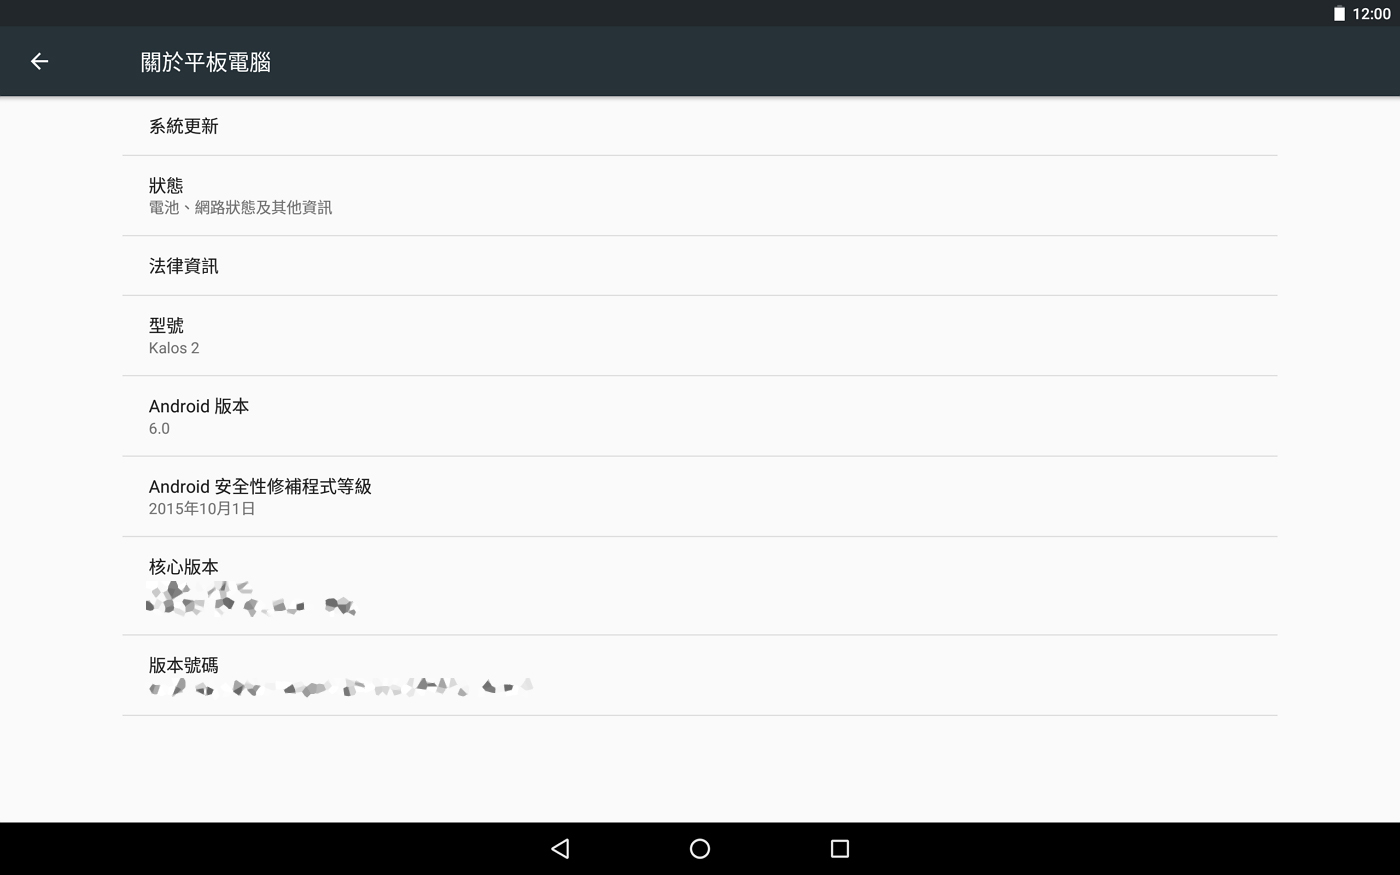 12:00
關於平板電腦
系統更新
狀態
電池、網路狀態及其他資訊
法律資訊
型號
Kalos 2
Android 版本
6.0
Android 安全性修補程式等級
2015年10月1日
核心版本
版本號碼